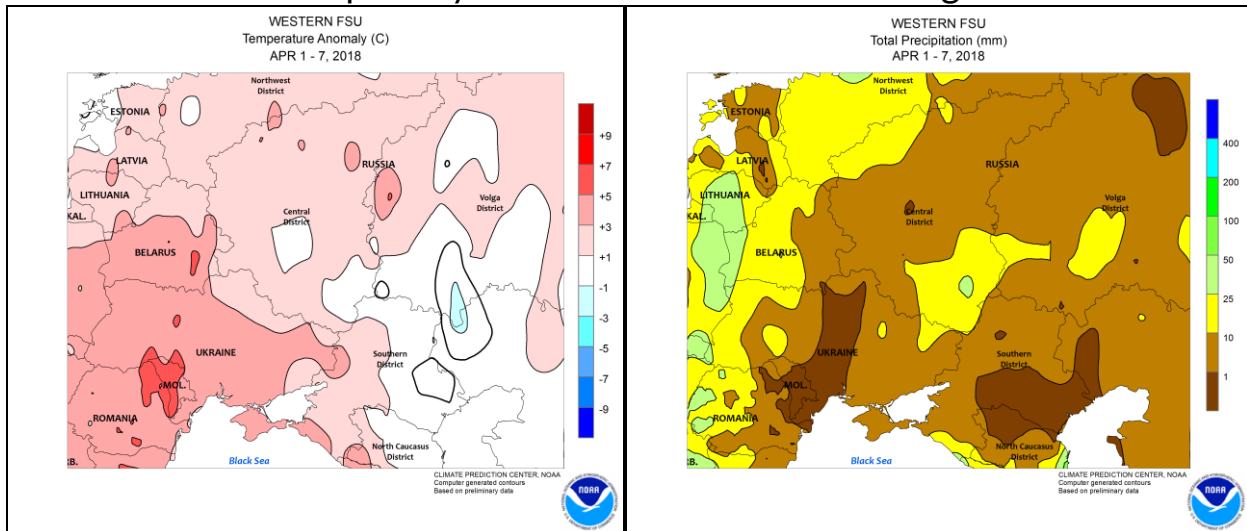 WESTERN FSU
Temperature Anomaly (C)
APR 1 - 7, 2018
Northwest
District
ESTONIA
LATVIA
RUSSIA
LITHUANIA
KAL.
Volga
District
Central
District
BELARUS
UKRAINE
Southern
District
MOL.
ROMANIA
North Caucasus
District
RB.
Black Sea
+9
+7
+5
+3
+1
-1
-3
-5
-7
-9
CLIMATE PREDICTION CENTER, NOAA
Computer generated contours
Based on preliminary data
NOAA
WESTERN FSU
Total Precipitation (mm)
APR 1 - 7, 2018
Northwest
District
ESTONIA
LATVIA
RUSSIA
LITHUANIA
KAL.
Volga
District
Central
District
BELARUS
UKRAINE
Southern
District
MOL.
ROMANIA
North Caucasus
District
RB.
Black Sea
400
200
100
50
25
10
1
CLIMATE PREDICTION CENTER, NOAA
Computer generated contours
Based on preliminary data
NOAA